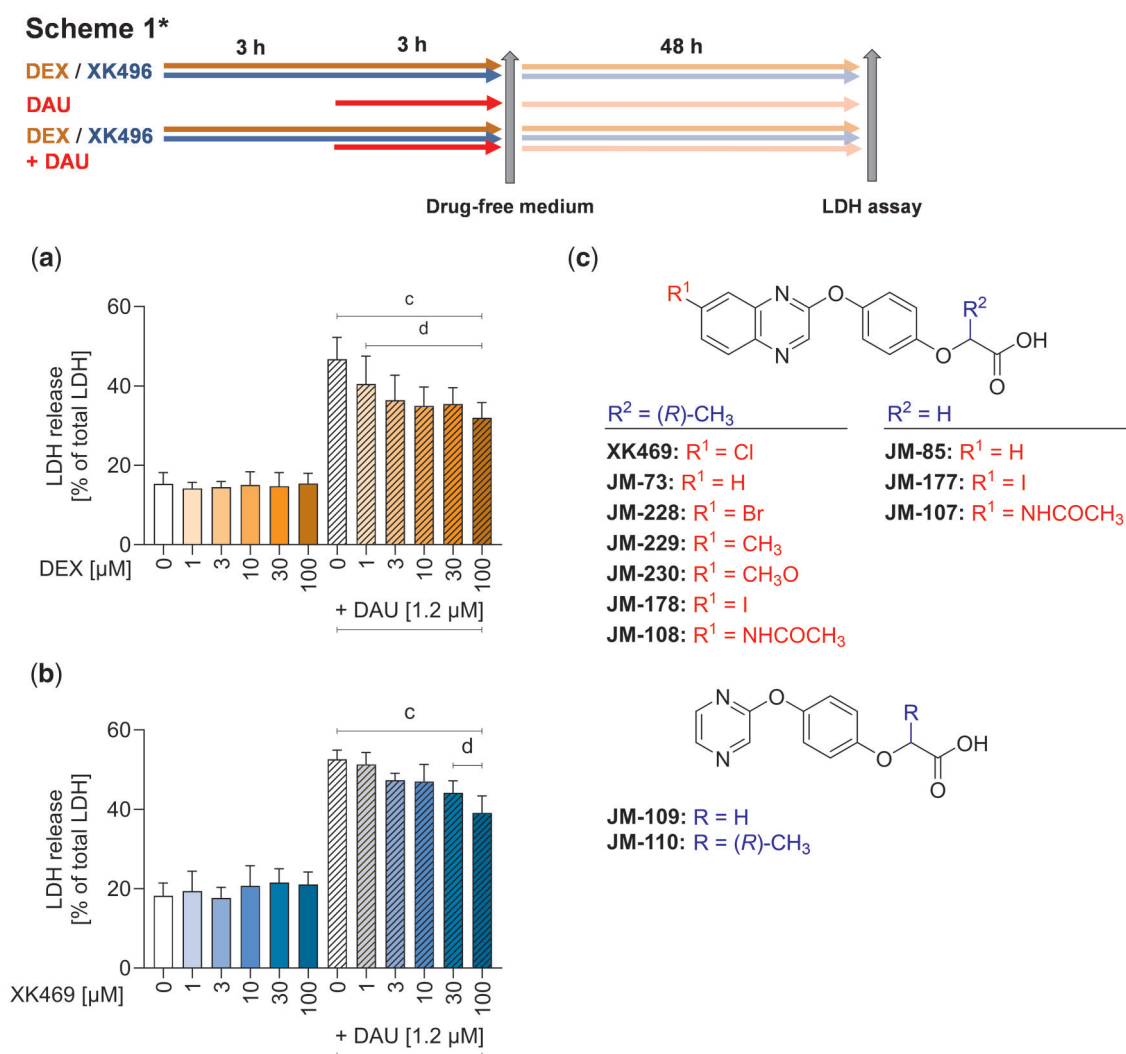 Scheme 1*
3 h
3 h
48 h
DEX / XK496
DAU
DEX / XK496
+ DAU
Drug-free medium
LDH assay
(a)
LDH release
[% of total LDH]
60
40
20
0
c
d
DEX [µM]
0 1 3 10 30 100 0 1 3 10 30 100
+ DAU [1.2 µM]
(b)
LDH release
[% of total LDH]
60
40
20
0
c
d
XK469 [µM]
0 1 3 10 30 100 0 1 3 10 30 100
+ DAU [1.2 µM]
(c)
R¹
N
N
O
O
R²
OH
O
R² = (R)-CH₃
XK469: R¹ = Cl
JM-73: R¹ = H
JM-228: R¹ = Br
JM-229: R¹ = CH₃
JM-230: R¹ = CH₃O
JM-178: R¹ = I
JM-108: R¹ = NHCOCH₃
R² = H
JM-85: R¹ = H
JM-177: R¹ = I
JM-107: R¹ = NHCOCH₃
N
N
O
O
R
OH
O
JM-109: R = H
JM-110: R = (R)-CH₃